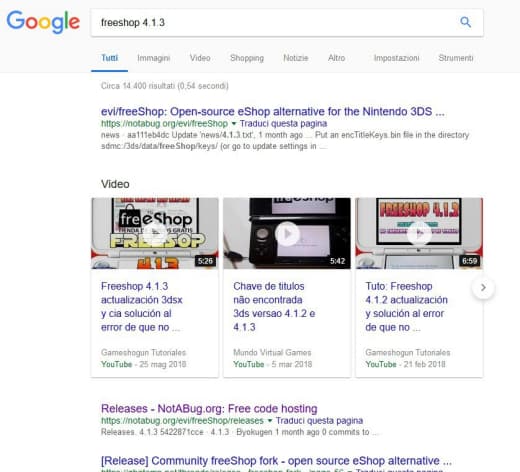 Google
freeshop 4.1.3
Tutti Immagini Video Shopping Notizie Altro Impostazioni Strumenti
Circa 14.400 risultati (0,54 secondi)
evi/freeShop: Open-source eShop alternative for the Nintendo 3DS ...
https://notabug.org/evi/freeShop ▾ Traduci questa pagina
news · aa111eb4dc Update 'news/4.1.3.txt', 1 month ago ... Put an encTitleKeys.bin file in the directory
sdmc:/3ds/data/freeShop/keys/ (or go to update settings in ...
Video
freeShop
TIENDA DE JUEGOS GRATIS
FREESOP
5:26
5:42
FREESHOP 4.1.2
6:59
Freeshop 4.1.3
actualización 3dsx
y cia solución al
error de que no ...
Gameshogun Tutoriales
YouTube - 25 mag 2018
Chave de titulos
não encontrada
3ds versao 4.1.2 e
4.1.3
Mundo Virtual Games
YouTube - 5 mar 2018
Tuto: Freeshop
4.1.2 actualización
y solución al error
de que no ...
Gameshogun Tutoriales
YouTube - 21 feb 2018
Releases - NotABug.org: Free code hosting
https://notabug.org/evi/freeShop/releases ▾ Traduci questa pagina
Releases. 4.1.3 5422871cce · 4.1.3 · Byokugen 1 month ago 0 commits to ...
[Release] Community freeShop fork - open source eShop alternative ...